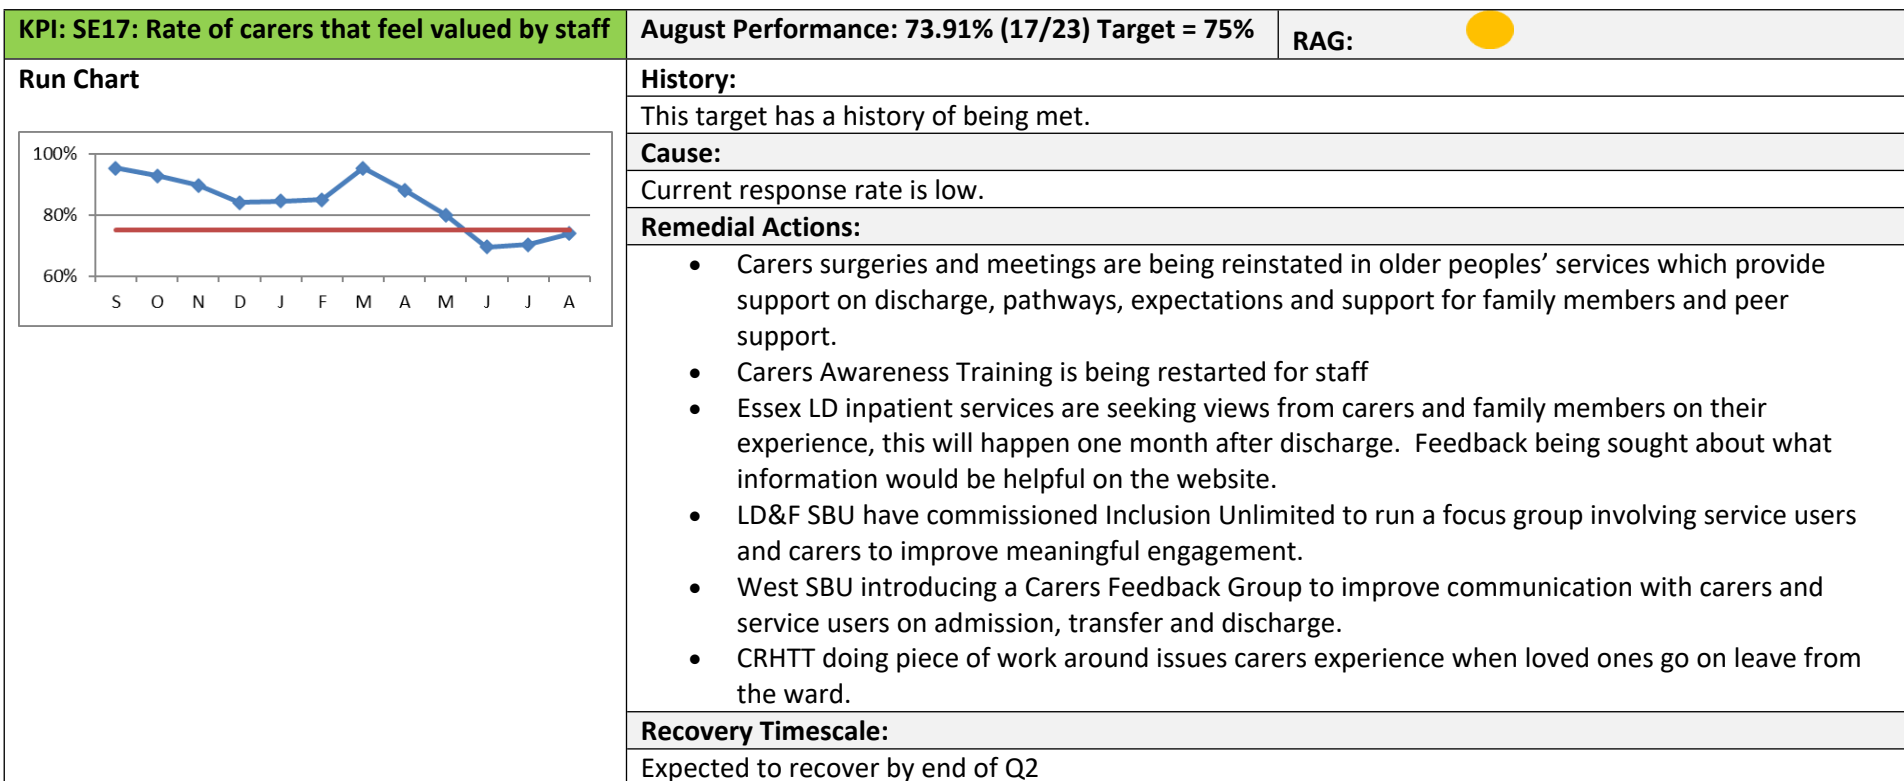 KPI: SE17: Rate of carers that feel valued by staff
August Performance: 73.91% (17/23) Target = 75%
RAG:
Run Chart
100%
80%
60%
S O N D J F M A M J J A
History:
This target has a history of being met.
Cause:
Current response rate is low.
Remedial Actions:
• Carers surgeries and meetings are being reinstated in older peoples’ services which provide
support on discharge, pathways, expectations and support for family members and peer
support.
• Carers Awareness Training is being restarted for staff
• Essex LD inpatient services are seeking views from carers and family members on their
experience, this will happen one month after discharge.  Feedback being sought about what
information would be helpful on the website.
• LD&F SBU have commissioned Inclusion Unlimited to run a focus group involving service users
and carers to improve meaningful engagement.
• West SBU introducing a Carers Feedback Group to improve communication with carers and
service users on admission, transfer and discharge.
• CRHTT doing piece of work around issues carers experience when loved ones go on leave from
the ward.
Recovery Timescale:
Expected to recover by end of Q2